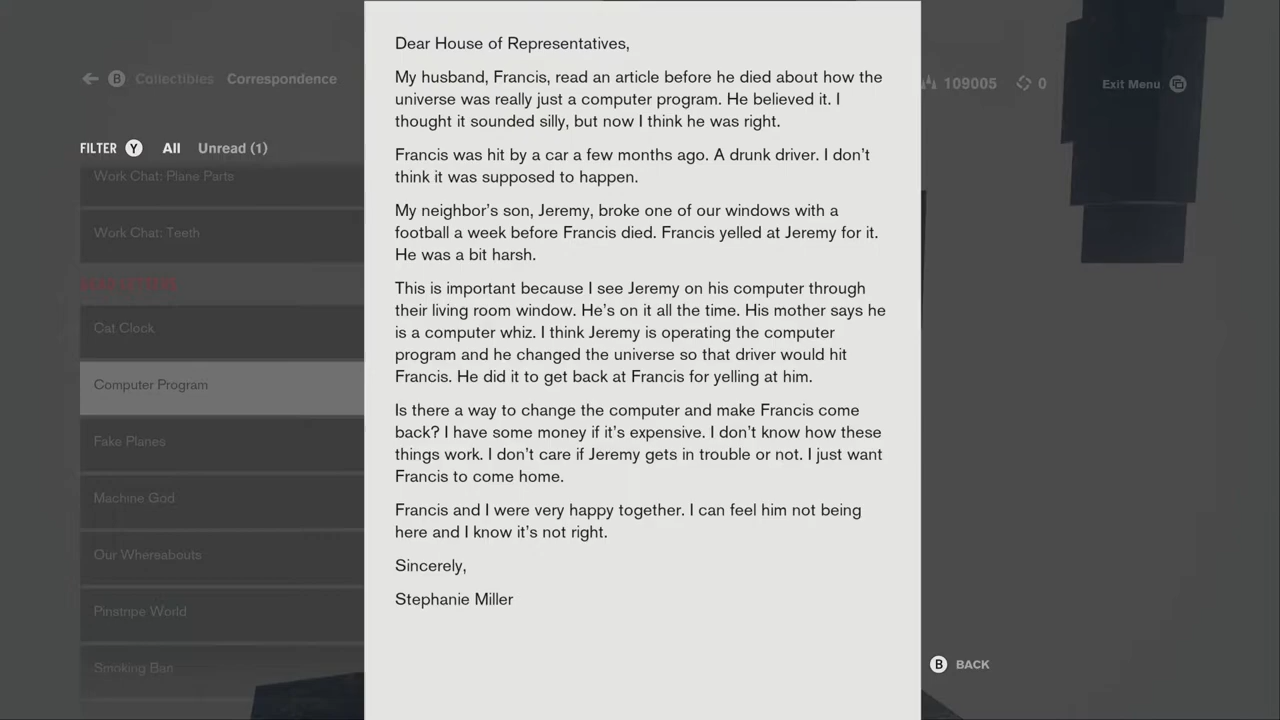 Dear House of Representatives,
My husband, Francis, read an article before he died about how the
universe was really just a computer program. He believed it. I
thought it sounded silly, but now I think he was right.
Francis was hit by a car a few months ago. A drunk driver. I don't
think it was supposed to happen.
My neighbor's son, Jeremy, broke one of our windows with a
football a week before Francis died. Francis yelled at Jeremy for it.
He was a bit harsh.
This is important because I see Jeremy on his computer through
their living room window. He's on it all the time. His mother says he
is a computer whiz. I think Jeremy is operating the computer
program and he changed the universe so that driver would hit
Francis. He did it to get back at Francis for yelling at him.
Is there a way to change the computer and make Francis come
back? I have some money if it's expensive. I don't know how these
things work. I don't care if Jeremy gets in trouble or not. I just want
Francis to come home.
Francis and I were very happy together. I can feel him not being
here and I know it's not right.
Sincerely,
Stephanie Miller
B Collectibles Correspondence
109005 0 Exit Menu
FILTER Y All Unread (1)
Work Chat: Plane Parts
Work Chat: Teeth
Cat Clock
Computer Program
Fake Planes
Machine God
Our Whereabouts
Pinstripe World
Smoking Ban
B BACK